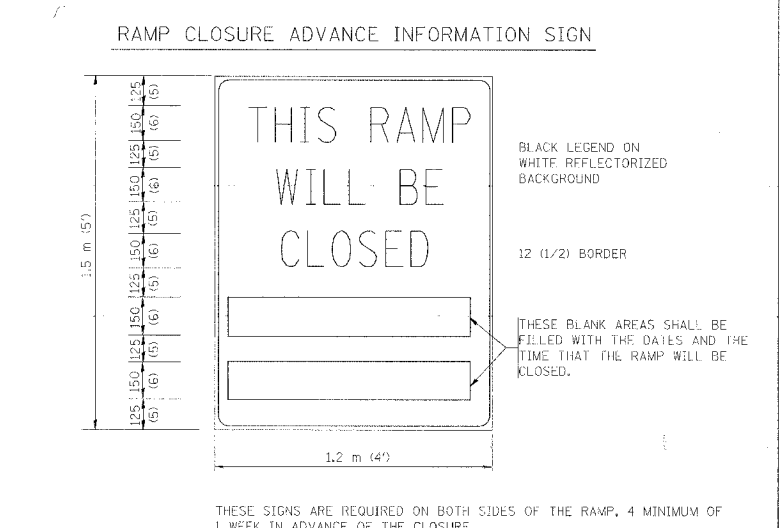 RAMP CLOSURE ADVANCE INFORMATION SIGN
125 (5)
150 (6)
125 (5)
150 (6)
125 (5)
150 (6)
125 (5)
150 (6)
125 (5)
150 (6)
125 (5)
1.5 m (5')
THIS RAMP
WILL BE
CLOSED
BLACK LEGEND ON
WHITE REFLECTORIZED
BACKGROUND
12 (1/2) BORDER
THESE BLANK AREAS SHALL BE
FILLED WITH THE DATES AND THE
TIME THAT THE RAMP WILL BE
CLOSED.
1.2 m (4')
THESE SIGNS ARE REQUIRED ON BOTH SIDES OF THE RAMP, 4 MINIMUM OF
1 WEEK IN ADVANCE OF THE CLOSURE